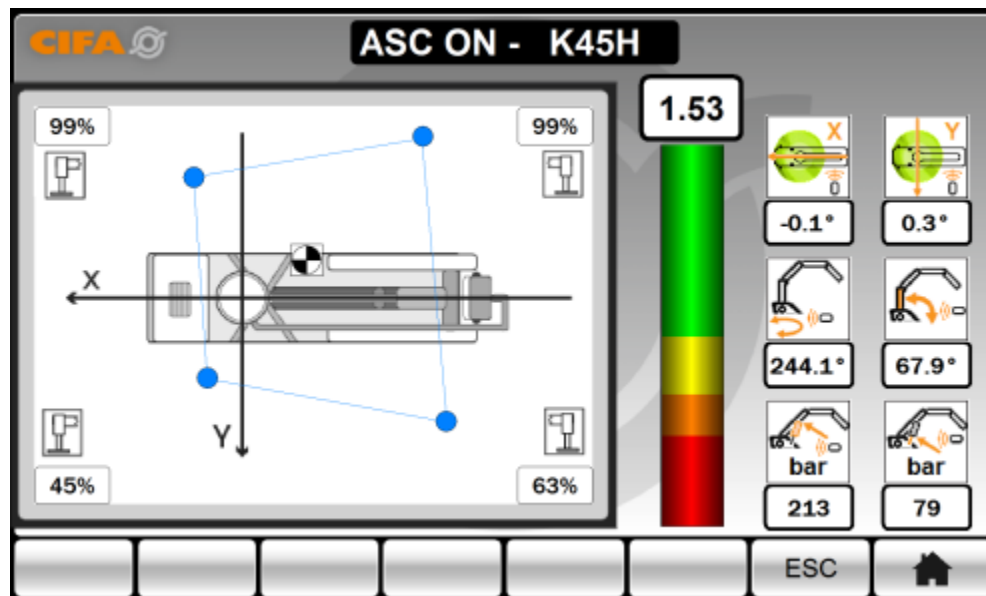 CIFA
ASC ON - K45H
99%
99%
1.53
X
Y
-0.1°
0.3°
X
244.1°
67.9°
Y
bar
bar
45%
63%
213
79
ESC